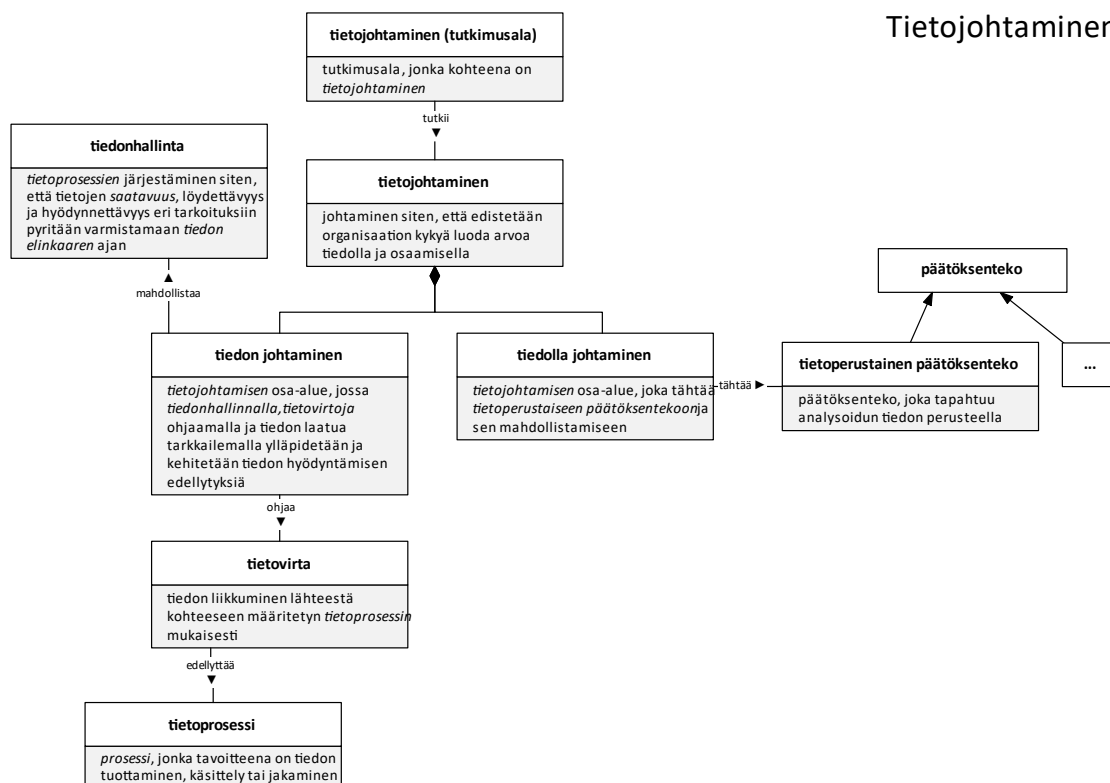 Tietojohtaminen
tietojohtaminen (tutkimusala)
tutkimusala, jonka kohteena on
tietojohtaminen
tutkii
tiedonhallinta
tietoprosessien järjestäminen siten,
että tietojen saatavuus, löydettävyys
ja hyödynnettävyys eri tarkoituksiin
pyritään varmistamaan tiedon
elinkaaren ajan
tietojohtaminen
johtaminen siten, että edistetään
organisaation kykyä luoda arvoa
tiedolla ja osaamisella
mahdollistaa
päätöksenteko
tiedon johtaminen
tietojohtamisen osa-alue, jossa
tiedonhallinnalla, tietovirtoja
ohjaamalla ja tiedon laatua
tarkkailemalla ylläpidetään ja
kehitetään tiedon hyödyntämisen
edellytyksiä
tiedolla johtaminen
tietojohtamisen osa-alue, joka tähtää
tietoperustaiseen päätöksentekoon ja
sen mahdollistamiseen
tähtää
tietoperustainen päätöksenteko
päätöksenteko, joka tapahtuu
analysoidun tiedon perusteella
...
ohjaa
tietovirta
tiedon liikkuminen lähteestä
kohteeseen määritetyn tietoprosessin
mukaisesti
edellyttää
tietoprosessi
prosessi, jonka tavoitteena on tiedon
tuottaminen, käsittely tai jakaminen